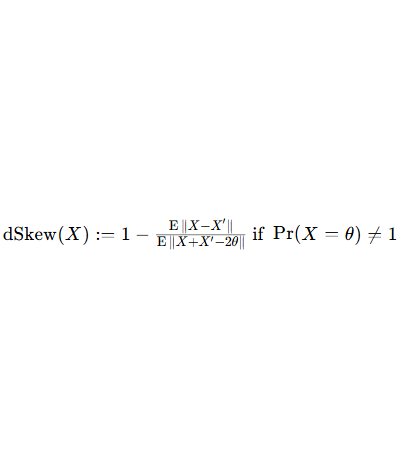 dSkew(X) := 1 − E‖X−X′‖ / E‖X+X′−2θ‖ if Pr(X = θ) ≠ 1